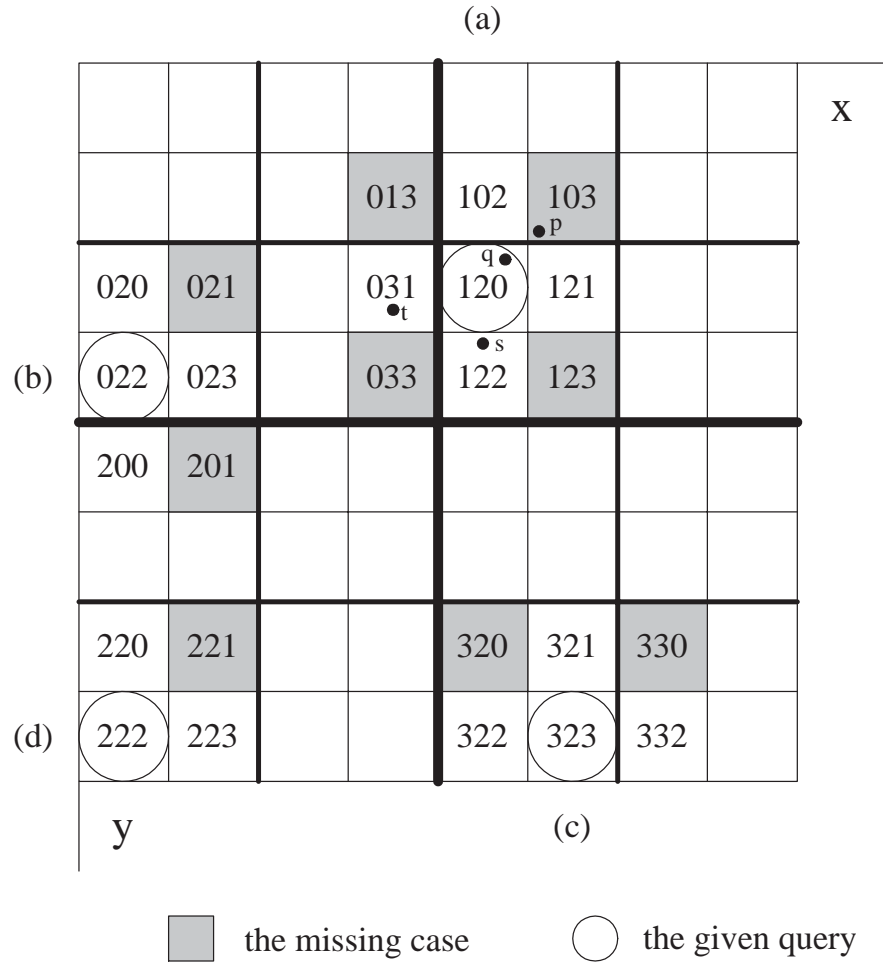 (a)
x
013 102 103
p
q
020 021 031 120 121
t
s
(b) 022 023 033 122 123
200 201
220 221 320 321 330
(d) 222 223 322 323 332
y (c)
the missing case the given query